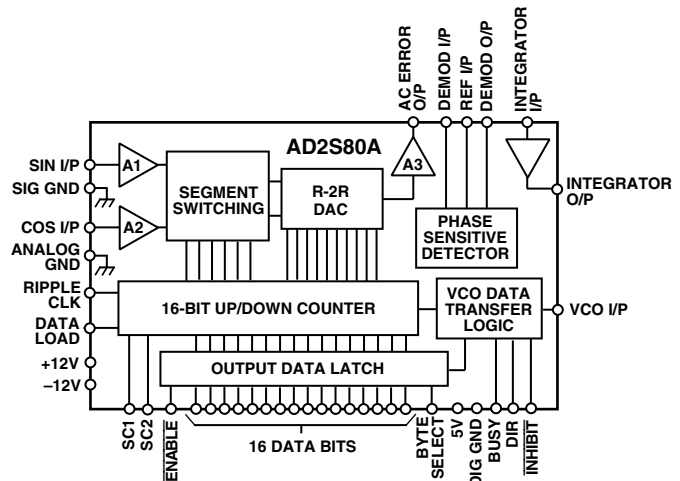 AC ERROR
O/P
DEMOD I/P
REF I/P
DEMOD O/P
INTEGRATOR
I/P
AD2S80A
SIN I/P
A1
SIG GND
SEGMENT
SWITCHING
R-2R
DAC
A3
INTEGRATOR
O/P
COS I/P
A2
PHASE
SENSITIVE
DETECTOR
ANALOG
GND
RIPPLE
CLK
16-BIT UP/DOWN COUNTER
VCO DATA
TRANSFER
LOGIC
VCO I/P
DATA
LOAD
+12V
–12V
OUTPUT DATA LATCH
SC1
SC2
ENABLE
16 DATA BITS
BYTE
SELECT
5V
DIG GND
BUSY
DIR
INHIBIT